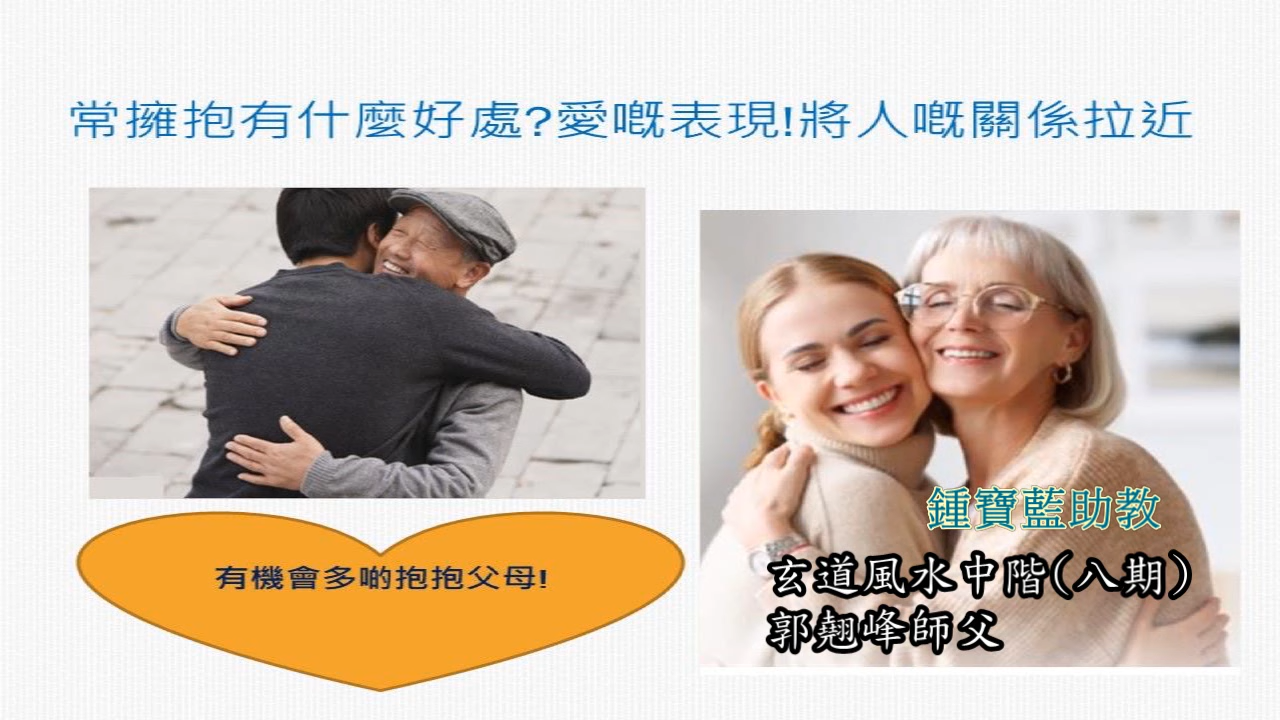 常擁抱有什麼好處?愛嘅表現!將人嘅關係拉近
有機會多啲抱抱父母!
鍾寶藍助教
玄道風水中階(八期)
郭翹峰師父